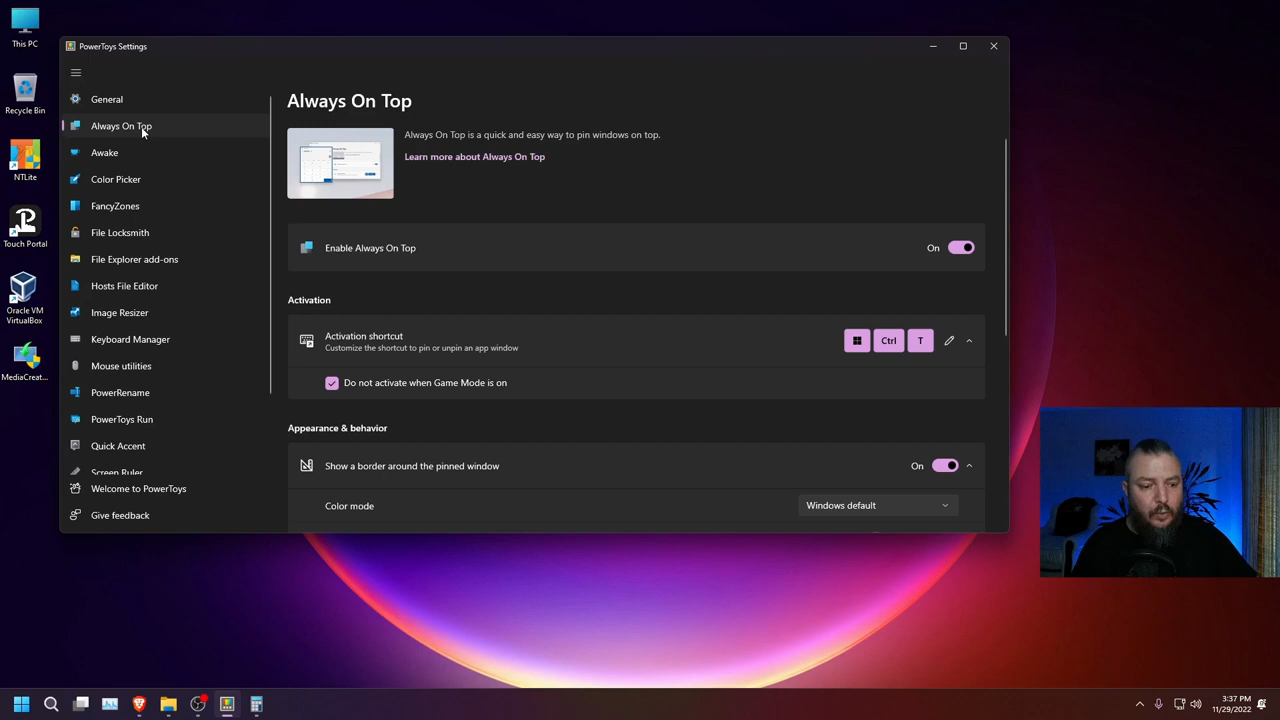 This PC
Recycle Bin
NTLite
Touch Portal
Oracle VM
VirtualBox
MediaCreat...
PowerToys Settings
General
Always On Top
Awake
Color Picker
FancyZones
File Locksmith
File Explorer add-ons
Hosts File Editor
Image Resizer
Keyboard Manager
Mouse utilities
PowerRename
PowerToys Run
Quick Accent
Screen Ruler
Welcome to PowerToys
Give feedback
Always On Top
Always On Top is a quick and easy way to pin windows on top.
Learn more about Always On Top
Enable Always On Top
On
Activation
Activation shortcut
Customize the shortcut to pin or unpin an app window
Ctrl
T
Do not activate when Game Mode is on
Appearance & behavior
Show a border around the pinned window
On
Color mode
Windows default
3:37 PM
11/29/2022